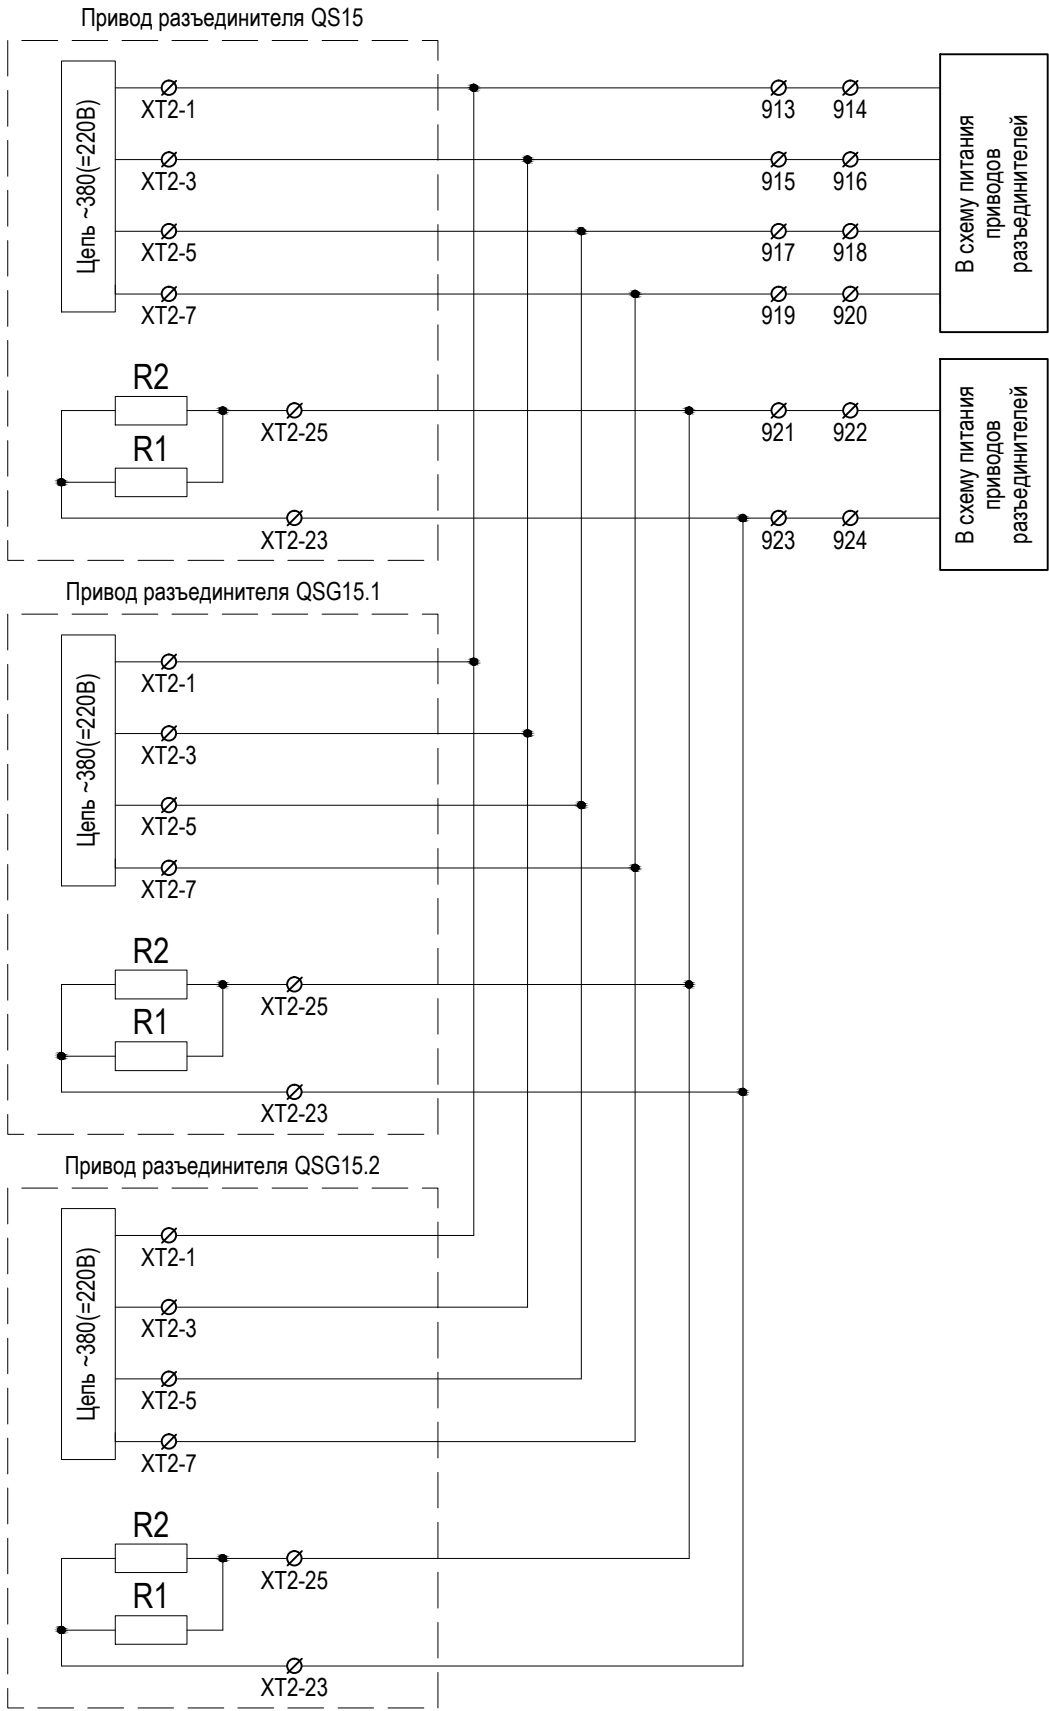 Привод разъединителя QS15
Цепь ~380(=220В)
XT2-1
913
914
XT2-3
915
916
XT2-5
917
918
XT2-7
919
920
В схему питания
приводов
разъединителей
R2
XT2-25
921
922
R1
XT2-23
923
924
В схему питания
приводов
разъединителей
Привод разъединителя QSG15.1
Цепь ~380(=220В)
XT2-1
XT2-3
XT2-5
XT2-7
R2
XT2-25
R1
XT2-23
Привод разъединителя QSG15.2
Цепь ~380(=220В)
XT2-1
XT2-3
XT2-5
XT2-7
R2
XT2-25
R1
XT2-23